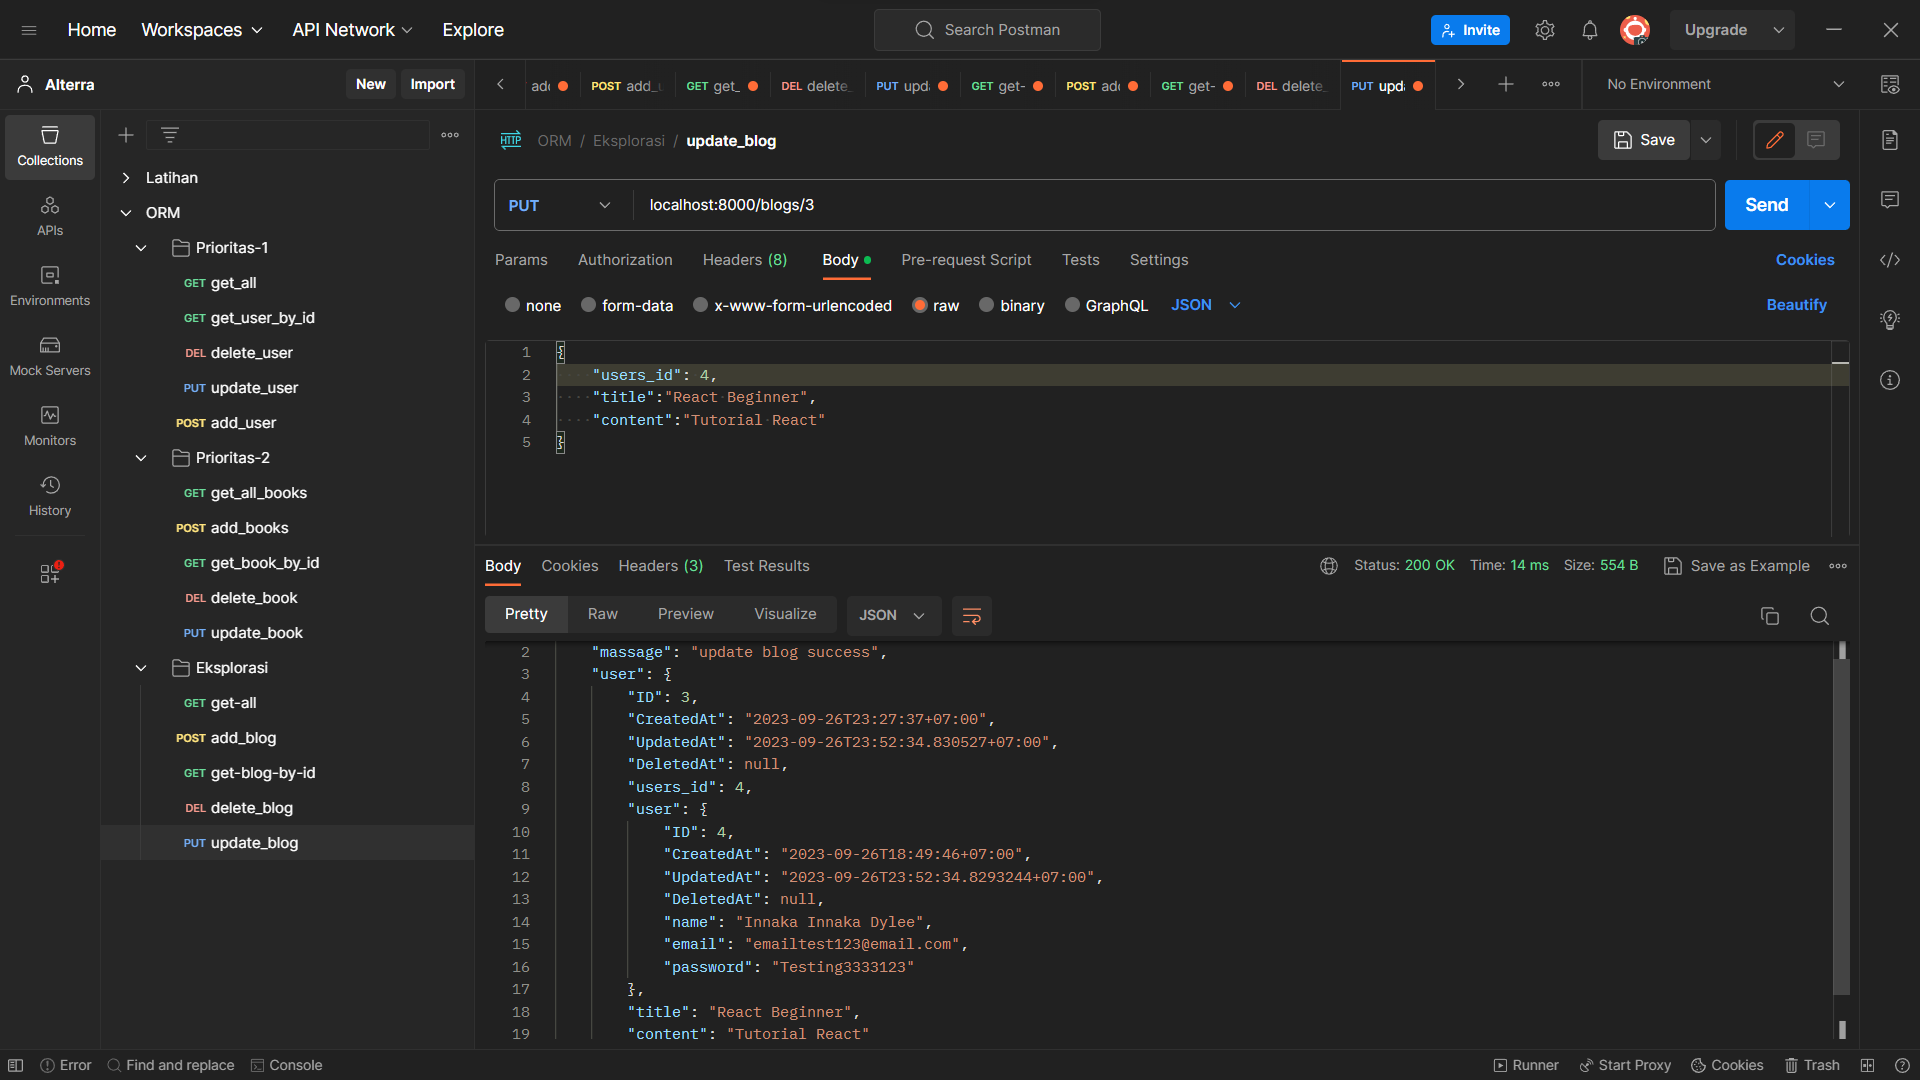 Home
Workspaces
API Network
Explore
Search Postman
Invite
Upgrade
Alterra
New
Import
POST add_
GET get_
DEL delete_
PUT upd
GET get-
POST
GET get-
DEL delete_
PUT upd
No Environment
Collections
APIs
Environments
Mock Servers
Monitors
History
Latihan
ORM
Prioritas-1
GET get_all
GET get_user_by_id
DEL delete_user
PUT update_user
POST add_user
Prioritas-2
GET get_all_books
POST add_books
GET get_book_by_id
DEL delete_book
PUT update_book
Eksplorasi
GET get-all
POST add_blog
GET get-blog-by-id
DEL delete_blog
PUT update_blog
HTTP ORM / Eksplorasi / update_blog
Save
PUT localhost:8000/blogs/3
Send
Params Authorization Headers (8) Body Pre-request Script Tests Settings
Cookies
none form-data x-www-form-urlencoded raw binary GraphQL JSON
Beautify
1 {
2 "users_id": 4,
3 "title":"React Beginner",
4 "content":"Tutorial React"
5 }
Body Cookies Headers (3) Test Results
Status: 200 OK Time: 14 ms Size: 554 B
Save as Example
Pretty Raw Preview Visualize JSON
2 "massage": "update blog success",
3 "user": {
4 "ID": 3,
5 "CreatedAt": "2023-09-26T23:27:37+07:00",
6 "UpdatedAt": "2023-09-26T23:52:34.830527+07:00",
7 "DeletedAt": null,
8 "users_id": 4,
9 "user": {
10 "ID": 4,
11 "CreatedAt": "2023-09-26T18:49:46+07:00",
12 "UpdatedAt": "2023-09-26T23:52:34.8293244+07:00",
13 "DeletedAt": null,
14 "name": "Innaka Innaka Dylee",
15 "email": "emailtest123@email.com",
16 "password": "Testing3333123"
17 },
18 "title": "React Beginner",
19 "content": "Tutorial React"
Error
Find and replace
Console
Runner
Start Proxy
Cookies
Trash